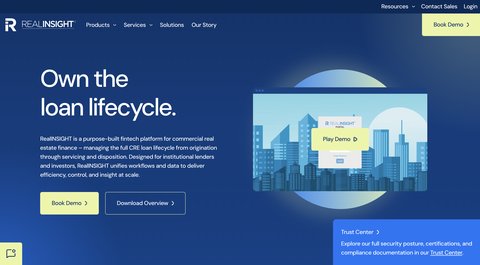 Resources
Contact Sales
Login
REALINSIGHT
Products
Services
Solutions
Our Story
Book Demo
Own the
loan lifecycle.
RealINSIGHT is a purpose-built fintech platform for commercial real
estate finance – managing the full CRE loan lifecycle from origination
through servicing and disposition. Designed for institutional lenders
and investors, RealINSIGHT unifies workflows and data to deliver
efficiency, control, and insight at scale.
Book Demo
Download Overview
REALINSIGHT
PORTAL
Play Demo
Trust Center
Explore our full security posture, certifications, and
compliance documentation in our Trust Center.